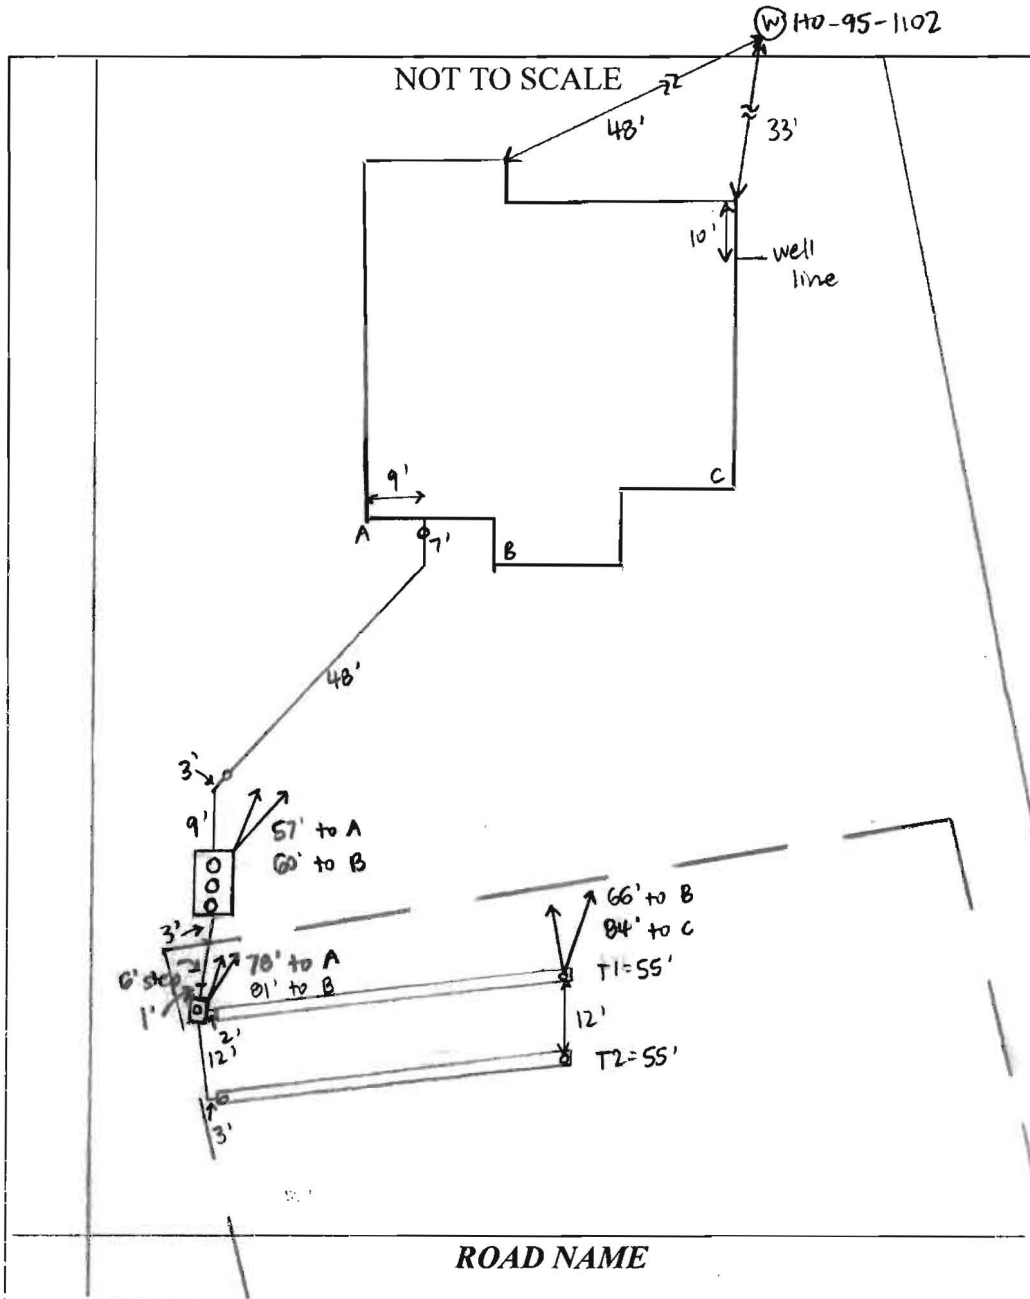 W HO-95-1102
NOT TO SCALE
48'
33'
10'
well
line
9'
C
A
7'
B
48'
3'
9'
57' to A
60' to B
66' to B
84' to C
3'
78' to A
6' step
81' to B
T1=55'
1'
2'
12'
12'
T2=55'
3'
ROAD NAME